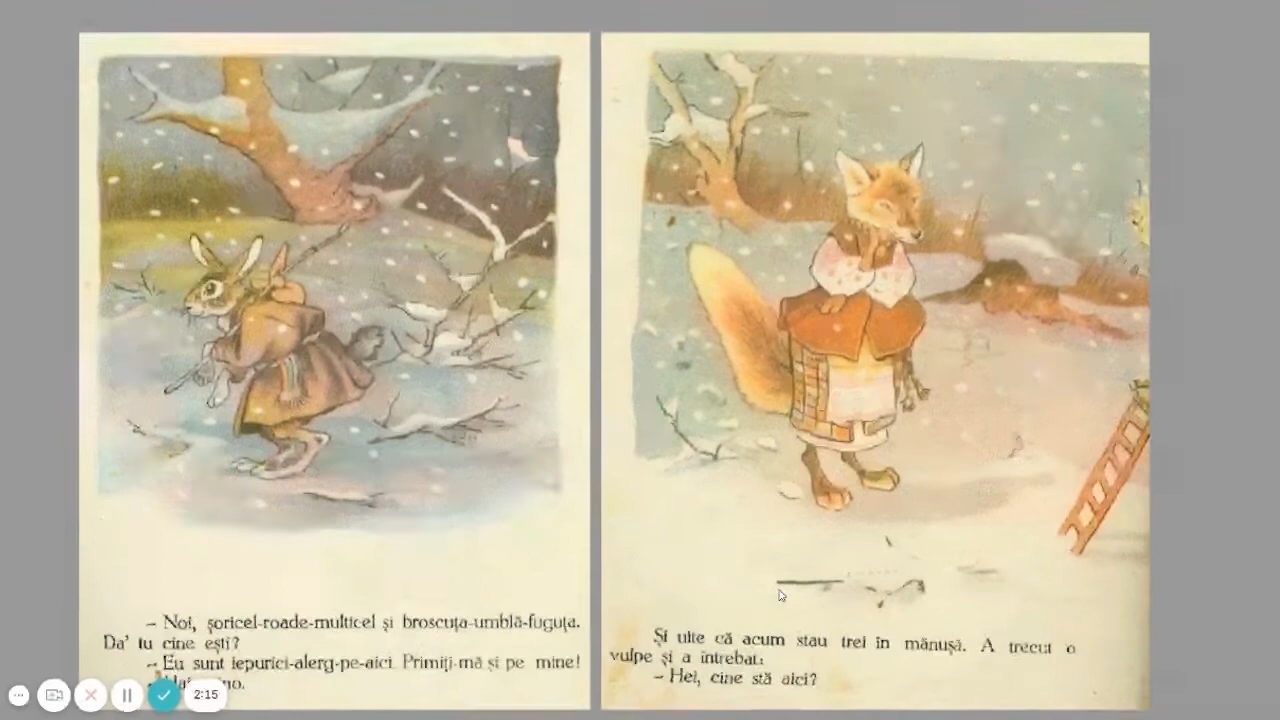 – Noi, șoricel-roade-multicel și broscuța-umblă-fuguța.
Da' tu cine ești?
– Eu sunt iepurici-alerg-pe-aici. Primiți-mă și pe mine!
Și uite că acum stau trei în mănușă. A trecut o
vulpe și a întrebat:
– Hei, cine stă aici?
2:15